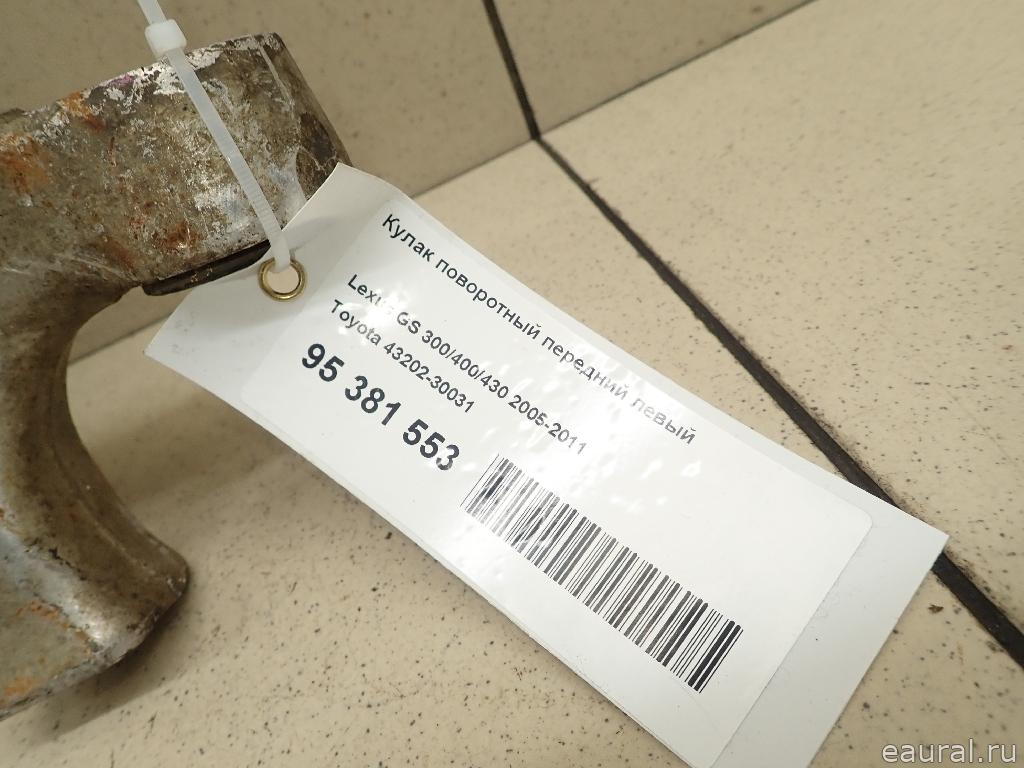 Кулак поворотный передний левый
Lexus GS 300/400/430 2005-2011
Toyota 43202-30031
95 381 553
eaural.ru